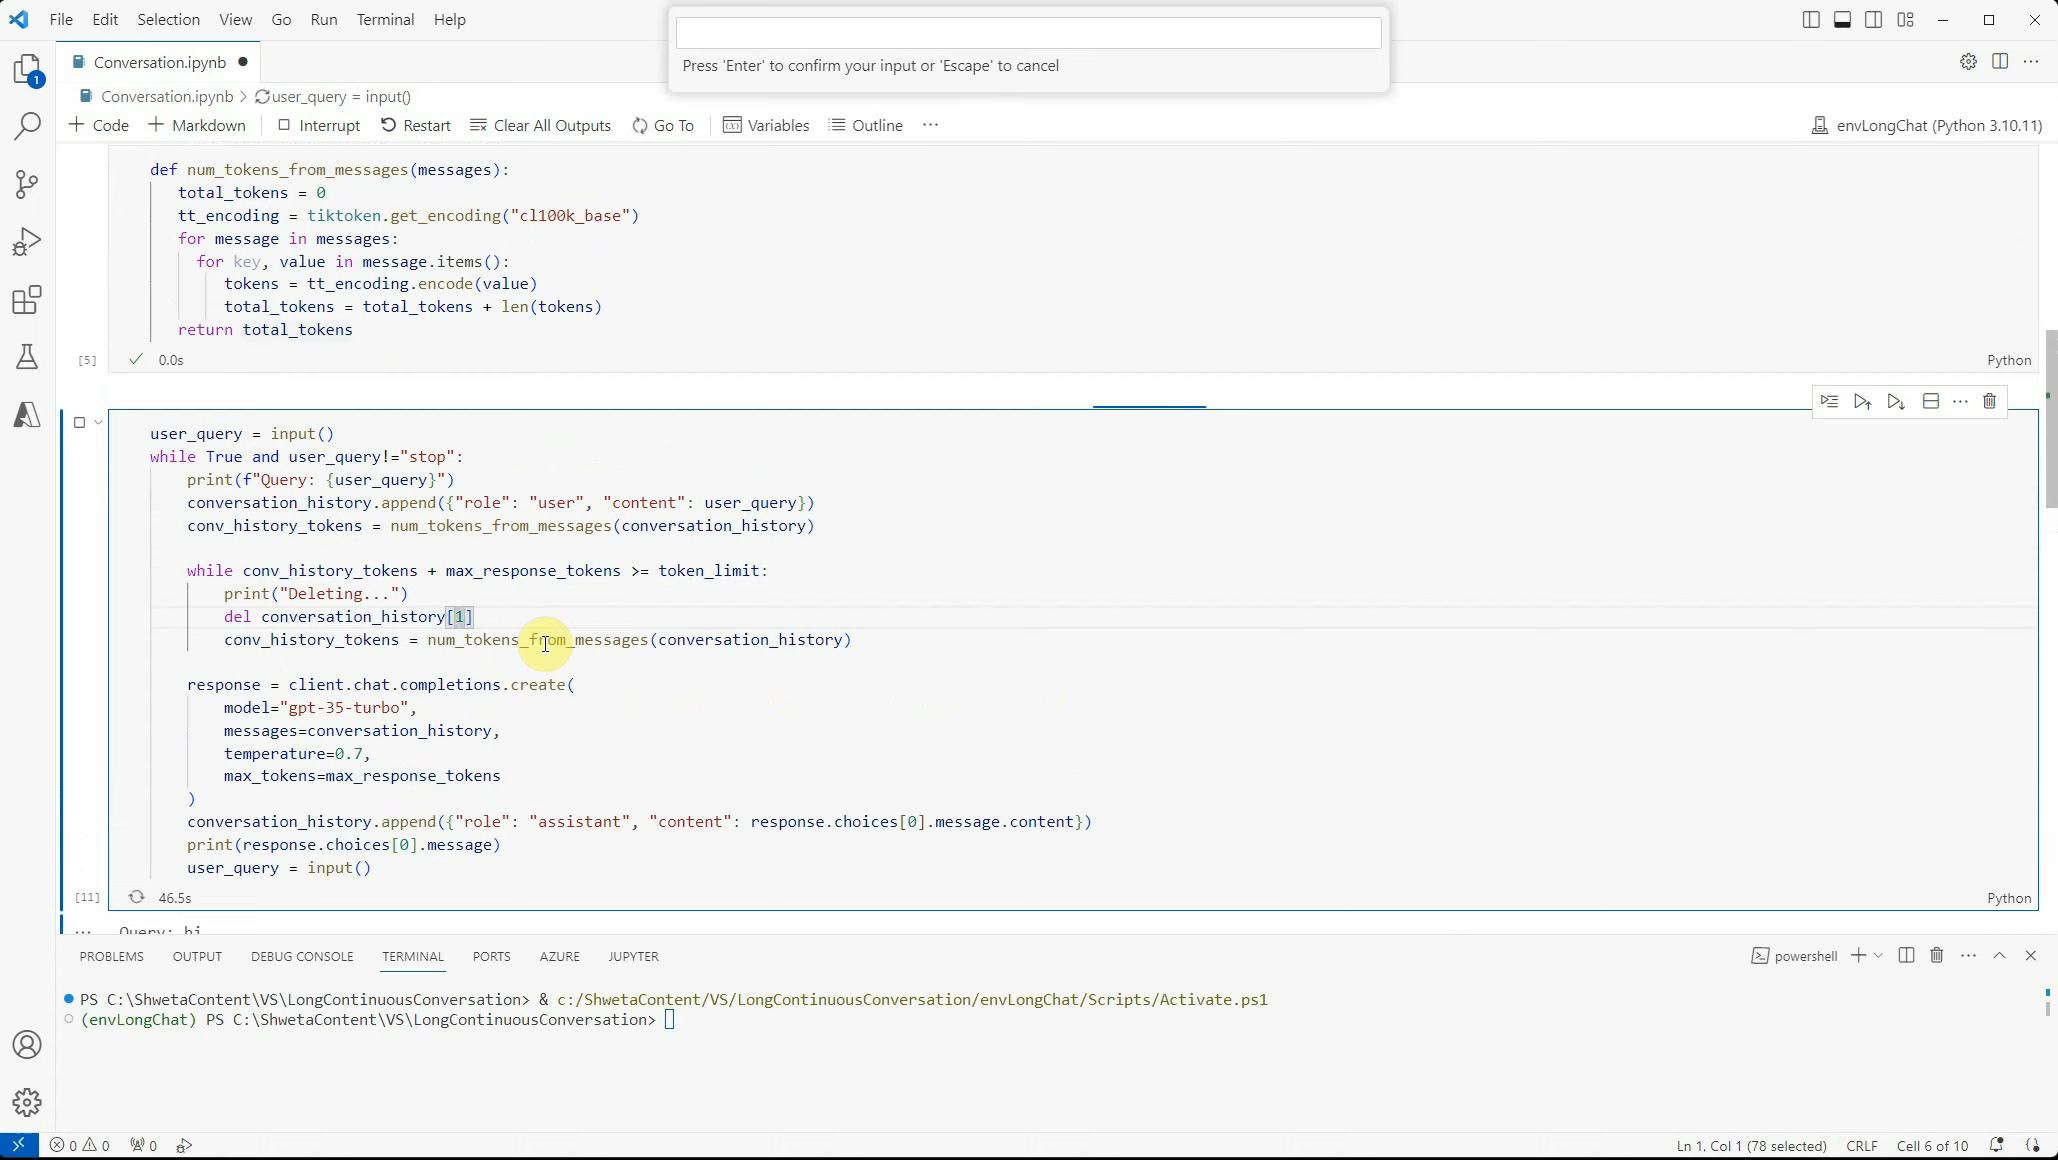 File Edit Selection View Go Run Terminal Help
Press 'Enter' to confirm your input or 'Escape' to cancel
1
Conversation.ipynb
Conversation.ipynb > user_query = input()
+ Code + Markdown Interrupt Restart Clear All Outputs Go To Variables Outline ··· envLongChat (Python 3.10.11)
def num_tokens_from_messages(messages):
total_tokens = 0
tt_encoding = tiktoken.get_encoding("cl100k_base")
for message in messages:
for key, value in message.items():
tokens = tt_encoding.encode(value)
total_tokens = total_tokens + len(tokens)
return total_tokens
[5] ✓ 0.0s Python
user_query = input()
while True and user_query!="stop":
print(f"Query: {user_query}")
conversation_history.append({"role": "user", "content": user_query})
conv_history_tokens = num_tokens_from_messages(conversation_history)
while conv_history_tokens + max_response_tokens >= token_limit:
print("Deleting...")
del conversation_history[1]
conv_history_tokens = num_tokens_from_messages(conversation_history)
response = client.chat.completions.create(
model="gpt-35-turbo",
messages=conversation_history,
temperature=0.7,
max_tokens=max_response_tokens
)
conversation_history.append({"role": "assistant", "content": response.choices[0].message.content})
print(response.choices[0].message)
user_query = input()
[11] 46.5s Python
··· Query: hi
PROBLEMS OUTPUT DEBUG CONSOLE TERMINAL PORTS AZURE JUPYTER powershell
PS C:\ShwetaContent\VS\LongContinuousConversation> & c:/ShwetaContent/VS/LongContinuousConversation/envLongChat/Scripts/Activate.ps1
(envLongChat) PS C:\ShwetaContent\VS\LongContinuousConversation>
0 0 0 Ln 1, Col 1 (78 selected) CRLF Cell 6 of 10